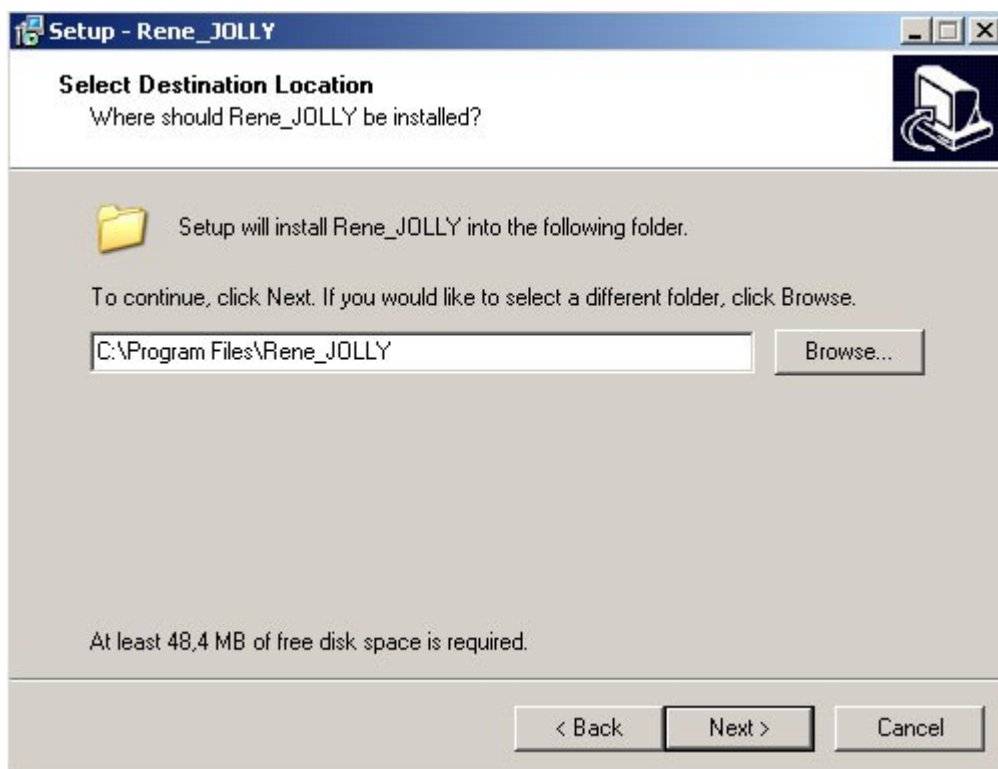 Setup - Rene_JOLLY
Select Destination Location
Where should Rene_JOLLY be installed?
Setup will install Rene_JOLLY into the following folder.
To continue, click Next. If you would like to select a different folder, click Browse.
C:\Program Files\Rene_JOLLY
Browse...
At least 48,4 MB of free disk space is required.
< Back Next > Cancel